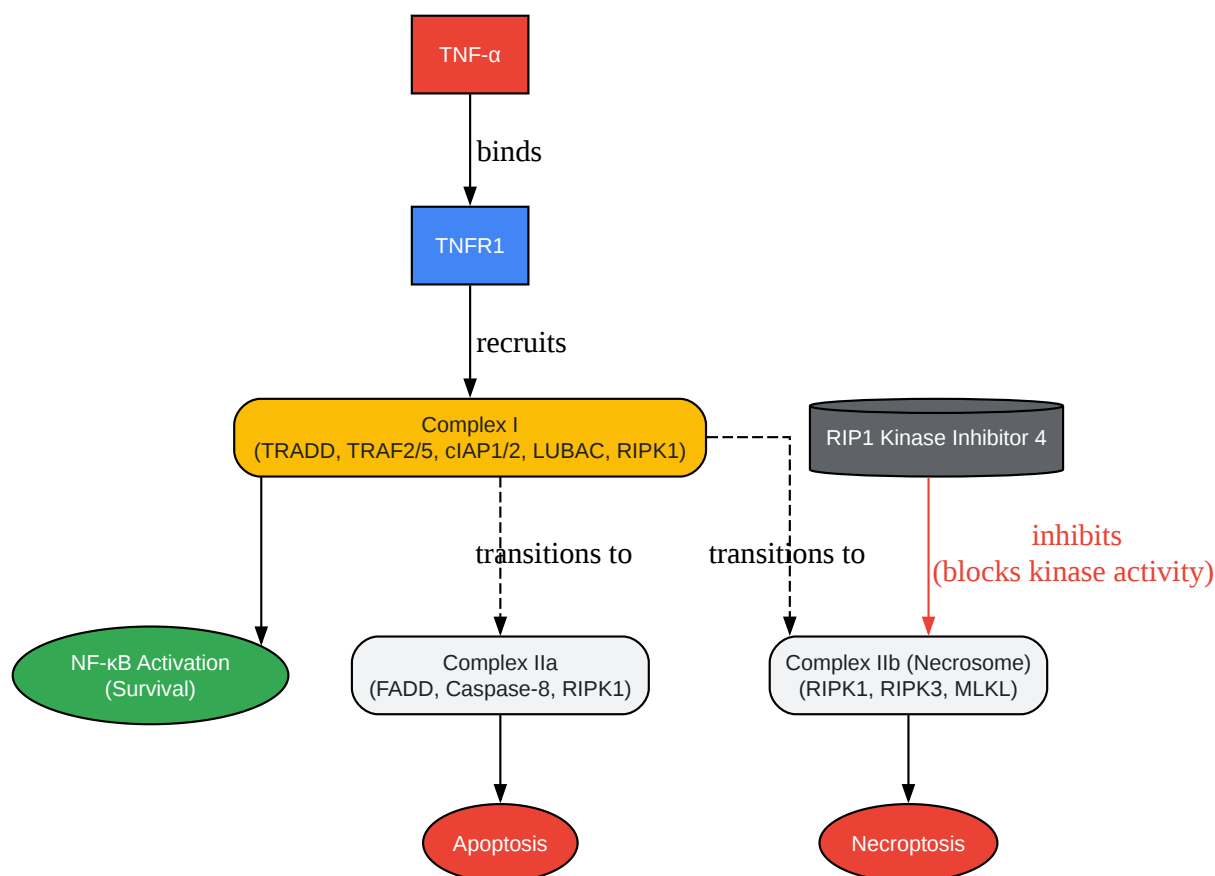 TNF-α
binds
TNFR1
recruits
Complex I
(TRADD, TRAF2/5, cIAP1/2, LUBAC, RIPK1)
RIP1 Kinase Inhibitor 4
transitions to
transitions to
inhibits
(blocks kinase activity)
NF-κB Activation
(Survival)
Complex IIa
(FADD, Caspase-8, RIPK1)
Complex IIb (Necrosome)
(RIPK1, RIPK3, MLKL)
Apoptosis
Necroptosis